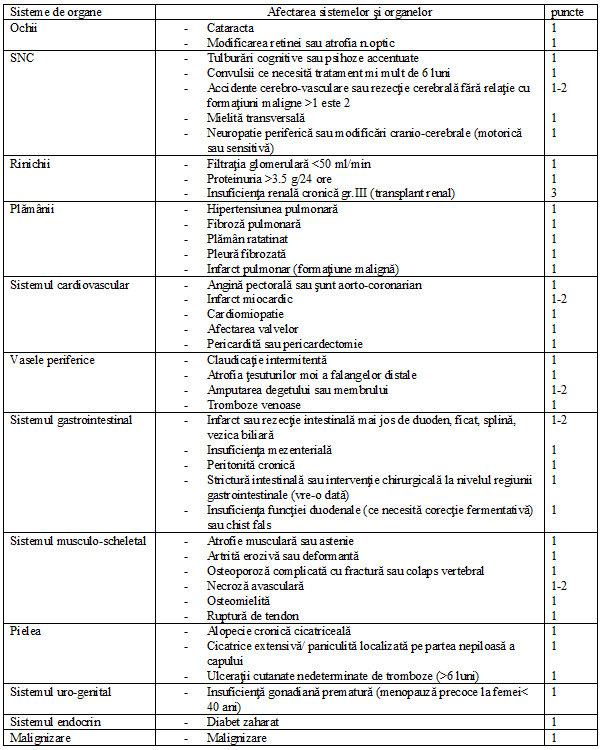 Sisteme de organe Afectarea sistemelor şi organelor puncte
Ochii - Cataracta 1
- Modificarea retinei sau atrofia n.optic 1
SNC - Tulburări cognitive sau psihoze accentuate 1
- Convulsii ce necesită tratament mi mult de 6 luni 1
- Accidente cerebro-vasculare sau rezecţie cerebrală fără relaţie cu 1-2
formaţiuni maligne >1 este 2
- Mielită transversală 1
- Neuropatie periferică sau modificări cranio-cerebrale (motorică 1
sau sensitivă)
Rinichii - Filtraţia glomerulară <50 ml/min 1
- Proteinuria >3.5 g/24 ore 1
- Insuficienţa renală cronică gr.III (transplant renal) 3
Plămânii - Hipertensiunea pulmonară 1
- Fibroză pulmonară 1
- Plămân ratatinat 1
- Pleură fibrozată 1
- Infarct pulmonar (formaţiune malignă) 1
Sistemul cardiovascular - Angină pectorală sau şunt aorto-coronarian 1
- Infarct miocardic 1-2
- Cardiomiopatie 1
- Afectarea valvelor 1
- Pericardită sau pericardectomie 1
Vasele periferice - Claudicaţie intermitentă 1
- Atrofia ţesuturilor moi a falangelor distale 1
- Amputarea degetului sau membrului 1-2
- Tromboze venoase 1
Sistemul gastrointestinal - Infarct sau rezecţie intestinală mai jos de duoden, ficat, splină, 1-2
vezica biliară
- Insuficienţa mezenterială 1
- Peritonită cronică 1
- Strictură intestinală sau intervenţie chirurgicală la nivelul regiunii 1
gastrointestinale (vre-o dată)
- Insuficienţa funcţiei duodenale (ce necesită corecţie fermentativă) 1
sau chist fals
Sistemul musculo-scheletal - Atrofie musculară sau astenie 1
- Artrită erozivă sau deformantă 1
- Osteoporoză complicată cu fractură sau colaps vertebral 1
- Necroză avasculară 1-2
- Osteomielită 1
- Ruptură de tendon 1
Pielea - Alopecie cronică cicatriceală 1
- Cicatrice extensivă/ paniculită localizată pe partea nepiloasă a 1
capului
- Ulceraţii cutanate nedeterminate de tromboze (>6 luni) 1
Sistemul uro-genital - Insuficienţă gonadiană prematură (menopauză precoce la femei< 1
40 ani)
Sistemul endocrin - Diabet zaharat 1
Malignizare - Malignizare 1